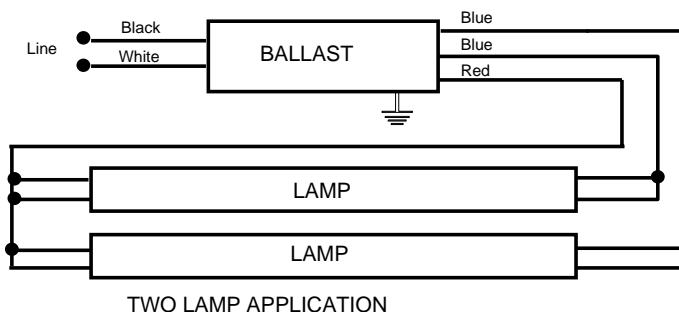 Blue
Black
Line
BALLAST
Blue
White
Red
LAMP
LAMP
TWO LAMP APPLICATION